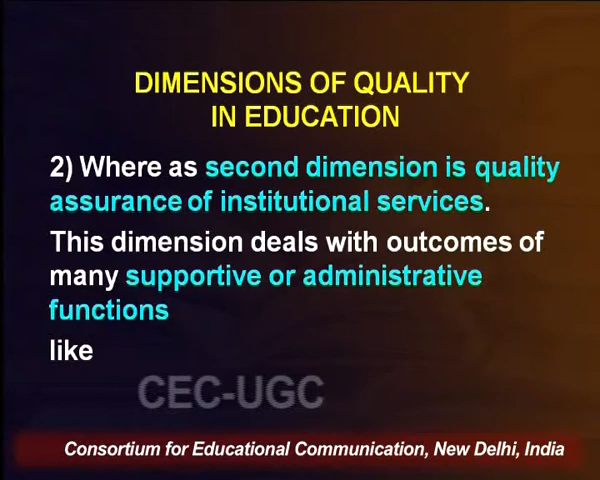 DIMENSIONS OF QUALITY
IN EDUCATION
2) Where as second dimension is quality
assurance of institutional services.
This dimension deals with outcomes of
many supportive or administrative
functions
like
CEC-UGC
Consortium for Educational Communication, New Delhi, India